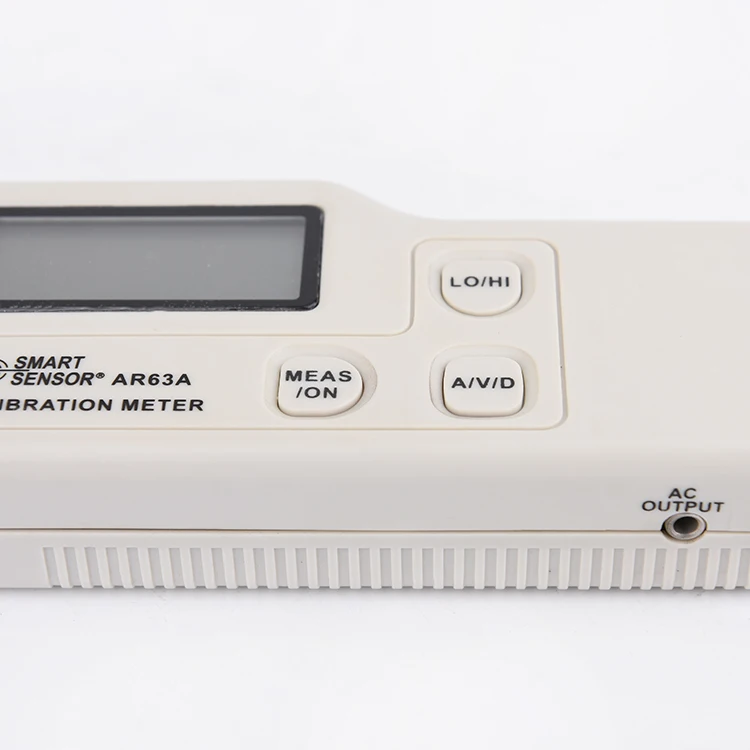 LO/HI
SMART
SENSOR® AR63A
MEAS
/ON
A/V/D
IBRATION METER
AC
OUTPUT